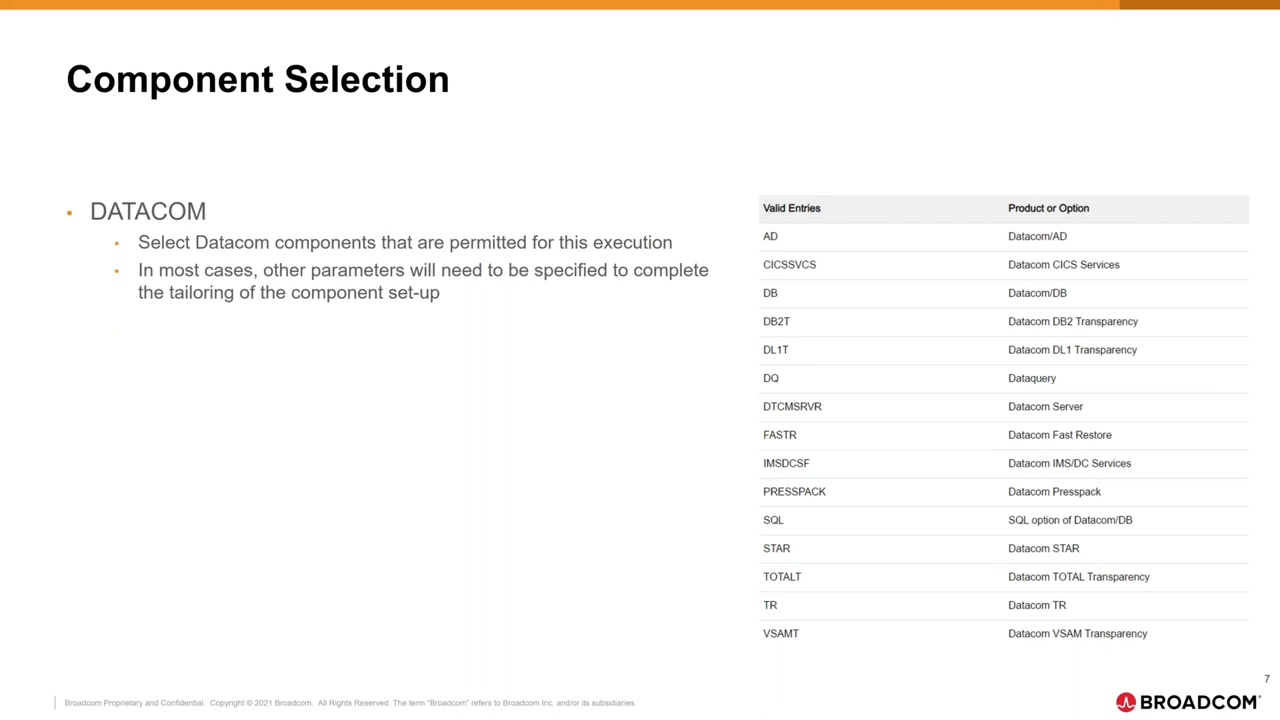 Component Selection
• DATACOM
• Select Datacom components that are permitted for this execution
• In most cases, other parameters will need to be specified to complete
the tailoring of the component set-up
Valid Entries Product or Option
AD Datacom/AD
CICSSVCS Datacom CICS Services
DB Datacom/DB
DB2T Datacom DB2 Transparency
DL1T Datacom DL1 Transparency
DQ Dataquery
DTCMSRVR Datacom Server
FASTR Datacom Fast Restore
IMSDCSF Datacom IMS/DC Services
PRESSPACK Datacom Presspack
SQL SQL option of Datacom/DB
STAR Datacom STAR
TOTALT Datacom TOTAL Transparency
TR Datacom TR
VSAMT Datacom VSAM Transparency
7
Broadcom Proprietary and Confidential. Copyright © 2021 Broadcom. All Rights Reserved. The term “Broadcom” refers to Broadcom Inc. and/or its subsidiaries.
BROADCOM®